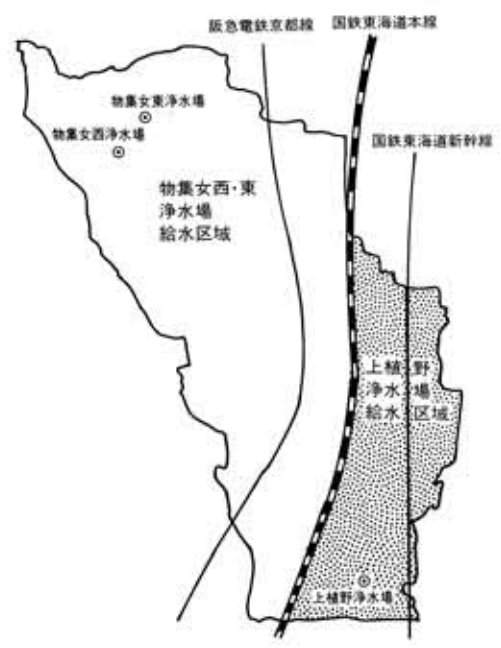 阪急電鉄京都線
国鉄東海道本線
物集女東浄水場
物集女西浄水場
国鉄東海道新幹線
物集女西・東
浄水場
給水区域
上植野
浄水場
給水区域
上植野浄水場